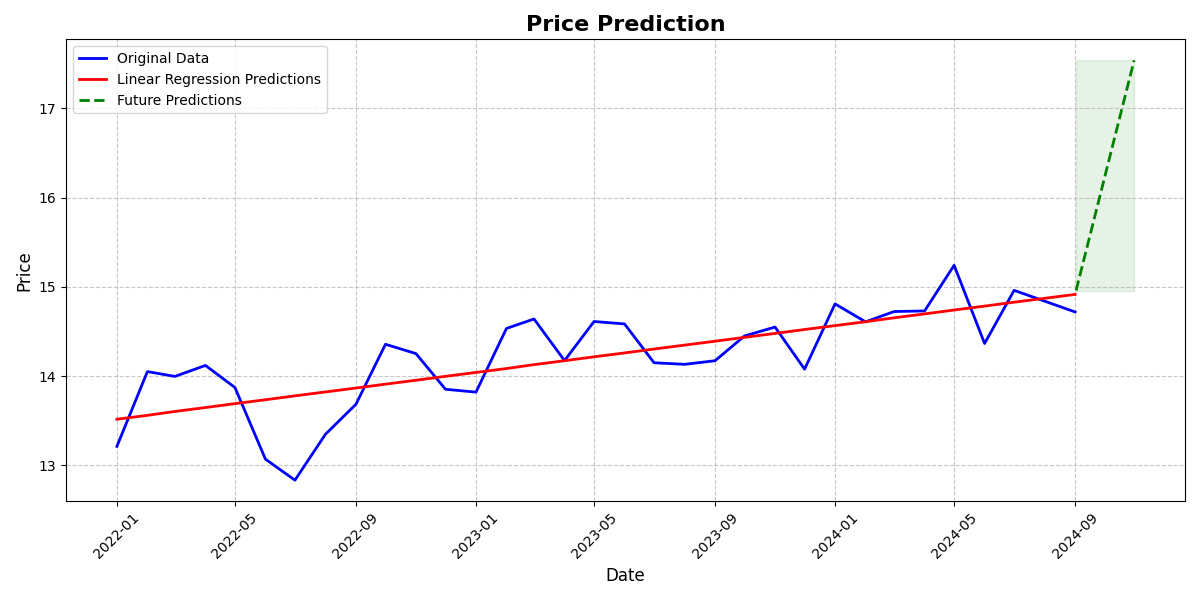 Price Prediction
Original Data
Linear Regression Predictions
Future Predictions
Price
17
16
15
14
13
2022-01
2022-05
2022-09
2023-01
2023-05
2023-09
2024-01
2024-05
2024-09
Date